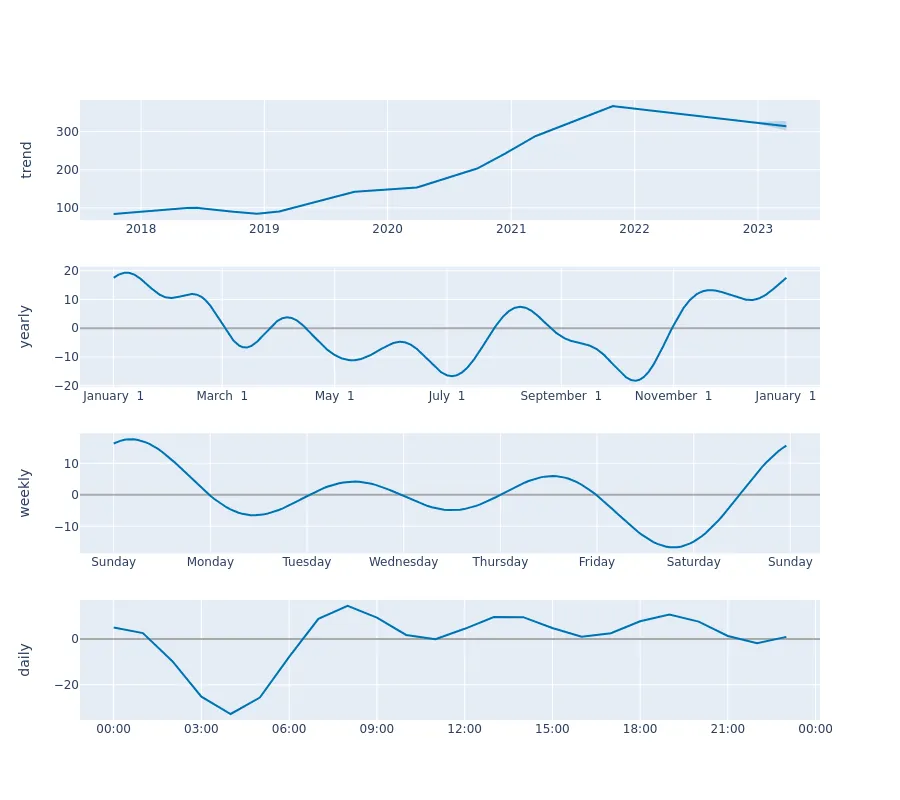 trend
300
200
100
2018 2019 2020 2021 2022 2023
yearly
20
10
0
−10
−20
January 1 March 1 May 1 July 1 September 1 November 1 January 1
weekly
10
0
−10
Sunday Monday Tuesday Wednesday Thursday Friday Saturday Sunday
daily
0
−20
00:00 03:00 06:00 09:00 12:00 15:00 18:00 21:00 00:00